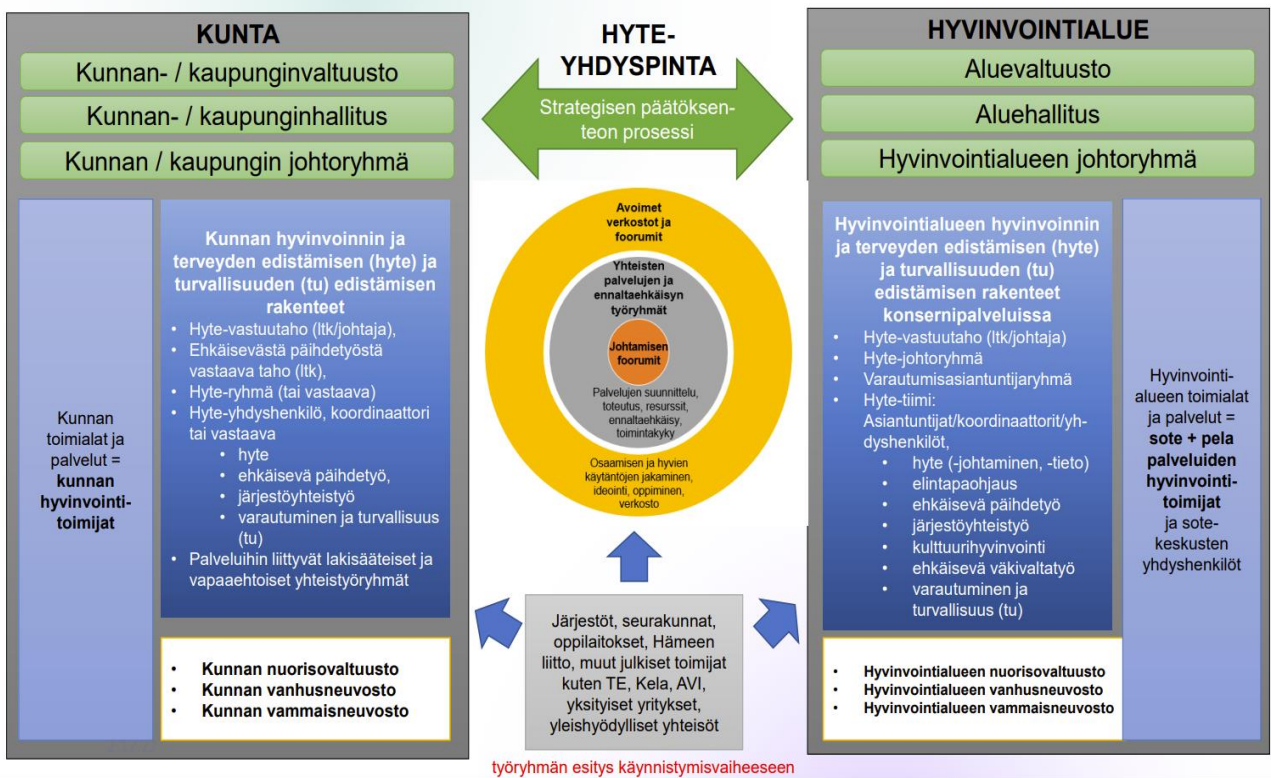 KUNTA
Kunnan- / kaupunginvaltuusto
Kunnan- / kaupunginhallitus
Kunnan / kaupungin johtoryhmä
Kunnan
toimialat ja
palvelut =
kunnan
hyvinvointi-
toimijat
Kunnan hyvinvoinnin ja
terveyden edistämisen (hyte) ja
turvallisuuden (tu) edistämisen
rakenteet
• Hyte-vastuutaho (ltk/johtaja),
• Ehkäisevästä päihdetyöstä
vastaava taho (ltk),
• Hyte-ryhmä (tai vastaava)
• Hyte-yhdyshenkilö, koordinaattori
tai vastaava
• hyte
• ehkäisevä päihdetyö,
• järjestöyhteistyö
• varautuminen ja turvallisuus
(tu)
• Palveluihin liittyvät lakisääteiset ja
vapaaehtoiset yhteistyöryhmät
• Kunnan nuorisovaltuusto
• Kunnan vanhusneuvosto
• Kunnan vammaisneuvosto
HYTE-
YHDYSPINTA
Strategisen päätöksen-
teon prosessi
Avoimet
verkostot ja
foorumit
Yhteisten
palvelujen ja
ennaltaehkäisyn
työryhmät
Johtamisen
foorumit
Palvelujen suunnittelu,
toteutus, resurssit,
ennaltaehkäisy,
toimintakyky
Osaamisen ja hyvien
käytäntöjen jakaminen,
ideointi, oppiminen,
verkosto
Järjestöt, seurakunnat,
oppilaitokset, Hämeen
liitto, muut julkiset toimijat
kuten TE, Kela, AVI,
yksityiset yritykset,
yleishyödylliset yhteisöt
työryhmän esitys käynnistymisvaiheeseen
HYVINVOINTIALUE
Aluevaltuusto
Aluehallitus
Hyvinvointialueen johtoryhmä
Hyvinvointialueen hyvinvoinnin
ja terveyden edistämisen (hyte)
ja turvallisuuden (tu)
edistämisen rakenteet
konsernipalveluissa
• Hyte-vastuutaho (ltk/johtaja)
• Hyte-johtoryhmä
• Varautumisasiantuntijaryhmä
• Hyte-tiimi:
Asiantuntijat/koordinaattorit/yh-
dyshenkilöt,
• hyte (-johtaminen, -tieto)
• elintapaohjaus
• ehkäisevä päihdetyö
• järjestöyhteistyö
• kulttuurihyvinvointi
• ehkäisevä väkivaltatyö
• varautuminen ja
turvallisuus (tu)
• Hyvinvointialueen nuorisovaltuusto
• Hyvinvointialueen vanhusneuvosto
• Hyvinvointialueen vammaisneuvosto
Hyvinvointi-
alueen toimialat
ja palvelut =
sote + pela
palveluiden
hyvinvointi-
toimijat
ja sote-
keskusten
yhdyshenkilöt